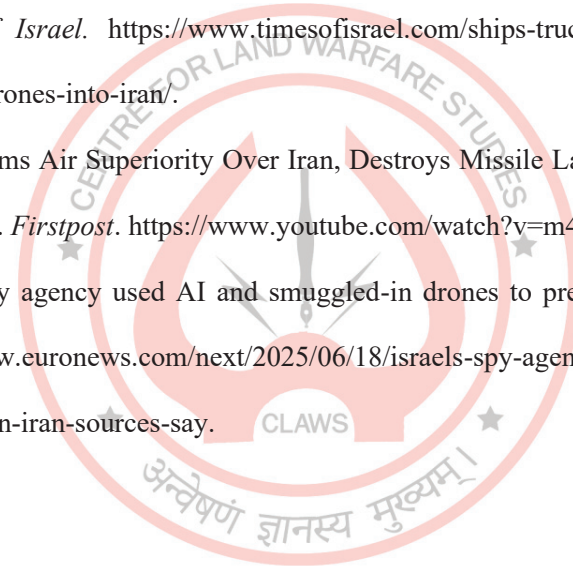 f Israel. https://www.timesofisrael.com/ships-truc
rones-into-iran/.
CENTRE FOR LAND WARFARE STUDIES
ms Air Superiority Over Iran, Destroys Missile La
. Firstpost. https://www.youtube.com/watch?v=m4
y agency used AI and smuggled-in drones to pre
w.euronews.com/next/2025/06/18/israels-spy-agen
n-iran-sources-say.
CLAWS
अन्वेषणं ज्ञानस्य मुख्यम्।